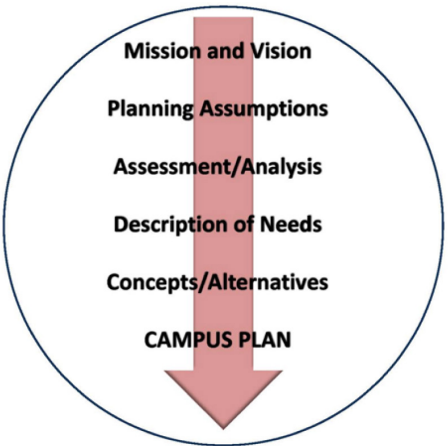 Mission and Vision
Planning Assumptions
Assessment/Analysis
Description of Needs
Concepts/Alternatives
CAMPUS PLAN